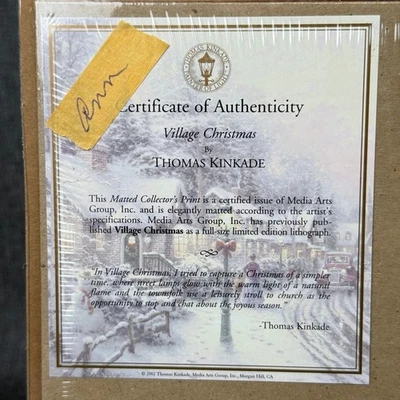 THOMAS KINKADE
PAINTER OF LIGHT
ann
Certificate of Authenticity
Village Christmas
By
THOMAS KINKADE
This Matted Collector's Print is a certified issue of Media Arts
Group, Inc. and is elegantly matted according to the artist's
specifications. Media Arts Group, Inc. has previously pub-
lished Village Christmas as a full-size limited edition lithograph.
"In Village Christmas, I tried to capture a Christmas of a simpler
time, where street lamps glow with the warm light of a natural
flame and the townfolk use a leisurely stroll to church as the
opportunity to stop and chat about the joyous season."
-Thomas Kinkade
© 2002 Thomas Kinkade, Media Arts Group, Inc., Morgan Hill, CA